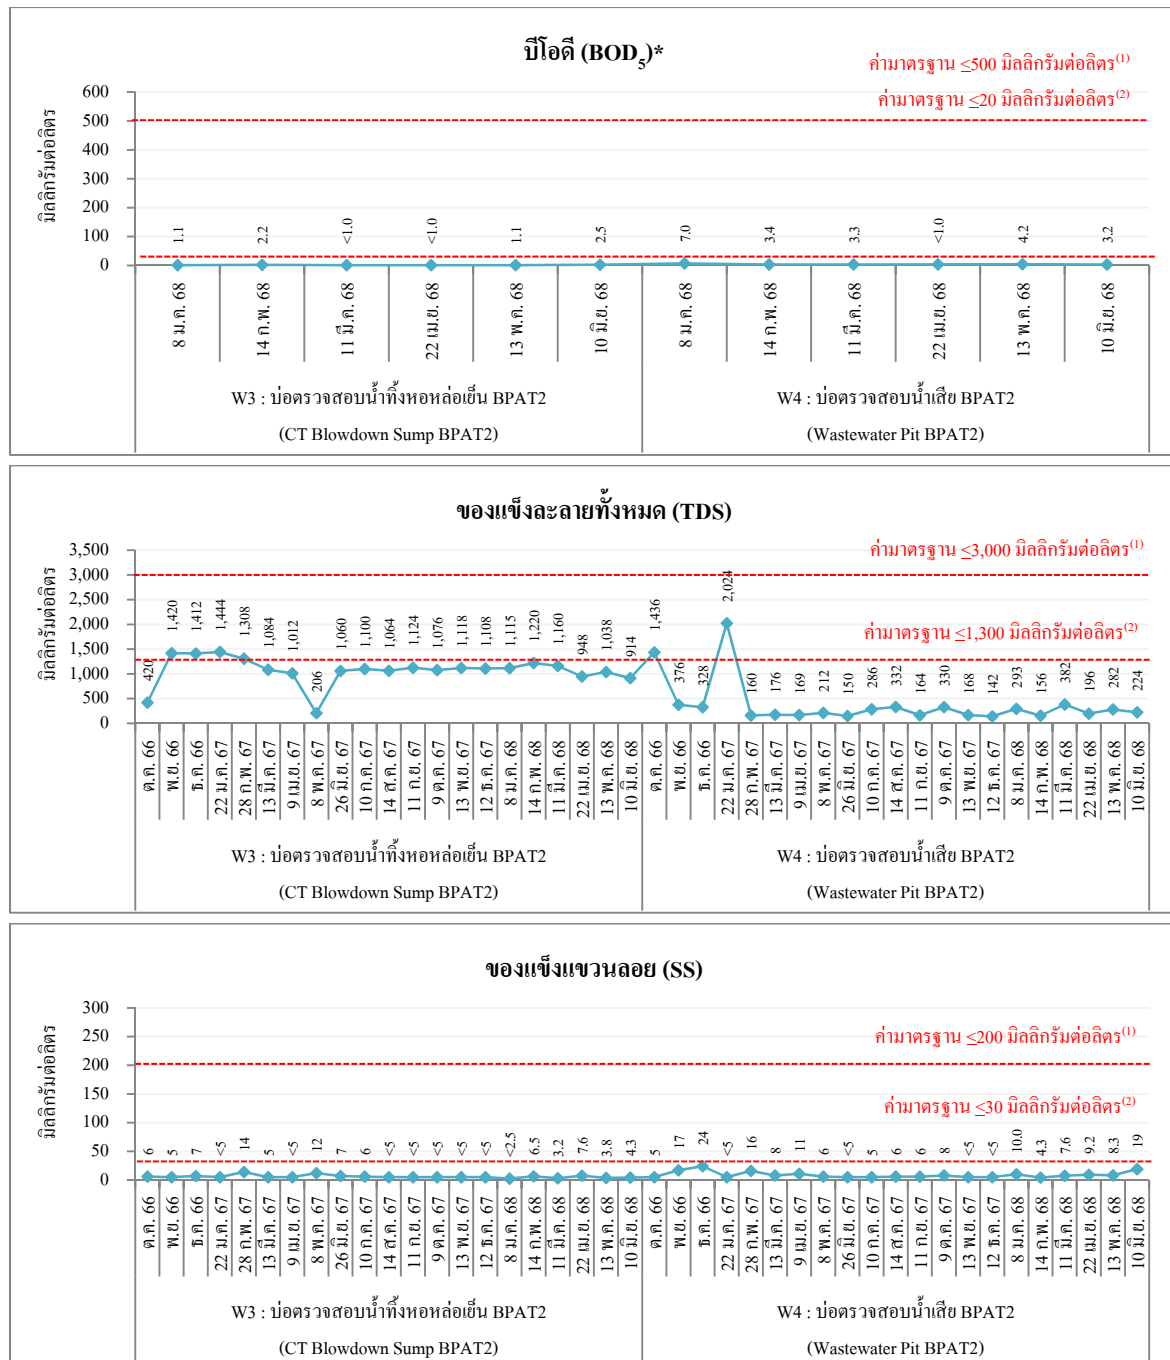 บีโอดี (BOD5)*
ค่ามาตรฐาน ≤500 มิลลิกรัมต่อลิตร(1)
ค่ามาตรฐาน ≤20 มิลลิกรัมต่อลิตร(2)
มิลลิกรัมต่อลิตร
600
500
400
300
200
100
0
1.1 2.2 <1.0 <1.0 1.1 2.5 7.0 3.4 3.3 <1.0 4.2 3.2
8 ม.ค. 68 14 ก.พ. 68 11 มี.ค. 68 22 เม.ย. 68 13 พ.ค. 68 10 มิ.ย. 68 8 ม.ค. 68 14 ก.พ. 68 11 มี.ค. 68 22 เม.ย. 68 13 พ.ค. 68 10 มิ.ย. 68
W3 : บ่อตรวจสอบน้ำทิ้งหอหล่อเย็น BPAT2 W4 : บ่อตรวจสอบน้ำเสีย BPAT2
(CT Blowdown Sump BPAT2) (Wastewater Pit BPAT2)
ของแข็งละลายทั้งหมด (TDS)
ค่ามาตรฐาน ≤3,000 มิลลิกรัมต่อลิตร(1)
ค่ามาตรฐาน ≤1,300 มิลลิกรัมต่อลิตร(2)
มิลลิกรัมต่อลิตร
3,500
3,000
2,500
2,000
1,500
1,000
500
0
420 1,420 1,412 1,444 1,308 1,084 1,012 206 1,060 1,100 1,064 1,124 1,076 1,118 1,108 1,115 1,220 1,160 948 1,038 914 1,436 376 328 2,024 160 176 169 212 150 286 332 164 330 168 142 293 156 382 196 282 224
ต.ค. 66 พ.ย. 66 ธ.ค. 66 22 ม.ค. 67 28 ก.พ. 67 13 มี.ค. 67 9 เม.ย. 67 8 พ.ค. 67 26 มิ.ย. 67 10 ก.ค. 67 14 ส.ค. 67 11 ก.ย. 67 9 ต.ค. 67 13 พ.ย. 67 12 ธ.ค. 67 8 ม.ค. 68 14 ก.พ. 68 11 มี.ค. 68 22 เม.ย. 68 13 พ.ค. 68 10 มิ.ย. 68 ต.ค. 66 พ.ย. 66 ธ.ค. 66 22 ม.ค. 67 28 ก.พ. 67 13 มี.ค. 67 9 เม.ย. 67 8 พ.ค. 67 26 มิ.ย. 67 10 ก.ค. 67 14 ส.ค. 67 11 ก.ย. 67 9 ต.ค. 67 13 พ.ย. 67 12 ธ.ค. 67 8 ม.ค. 68 14 ก.พ. 68 11 มี.ค. 68 22 เม.ย. 68 13 พ.ค. 68 10 มิ.ย. 68
W3 : บ่อตรวจสอบน้ำทิ้งหอหล่อเย็น BPAT2 W4 : บ่อตรวจสอบน้ำเสีย BPAT2
(CT Blowdown Sump BPAT2) (Wastewater Pit BPAT2)
ของแข็งแขวนลอย (SS)
ค่ามาตรฐาน ≤200 มิลลิกรัมต่อลิตร(1)
ค่ามาตรฐาน ≤30 มิลลิกรัมต่อลิตร(2)
มิลลิกรัมต่อลิตร
300
250
200
150
100
50
0
6 5 7 <5 14 5 <5 12 7 6 <5 <5 <5 <5 <5 <2.5 6.5 3.2 7.6 3.8 4.3 5 17 24 <5 16 8 11 6 <5 5 6 6 8 <5 <5 10.0 4.3 7.6 9.2 8.3 19
ต.ค. 66 พ.ย. 66 ธ.ค. 66 22 ม.ค. 67 28 ก.พ. 67 13 มี.ค. 67 9 เม.ย. 67 8 พ.ค. 67 26 มิ.ย. 67 10 ก.ค. 67 14 ส.ค. 67 11 ก.ย. 67 9 ต.ค. 67 13 พ.ย. 67 12 ธ.ค. 67 8 ม.ค. 68 14 ก.พ. 68 11 มี.ค. 68 22 เม.ย. 68 13 พ.ค. 68 10 มิ.ย. 68 ต.ค. 66 พ.ย. 66 ธ.ค. 66 22 ม.ค. 67 28 ก.พ. 67 13 มี.ค. 67 9 เม.ย. 67 8 พ.ค. 67 26 มิ.ย. 67 10 ก.ค. 67 14 ส.ค. 67 11 ก.ย. 67 9 ต.ค. 67 13 พ.ย. 67 12 ธ.ค. 67 8 ม.ค. 68 14 ก.พ. 68 11 มี.ค. 68 22 เม.ย. 68 13 พ.ค. 68 10 มิ.ย. 68
W3 : บ่อตรวจสอบน้ำทิ้งหอหล่อเย็น BPAT2 W4 : บ่อตรวจสอบน้ำเสีย BPAT2
(CT Blowdown Sump BPAT2) (Wastewater Pit BPAT2)